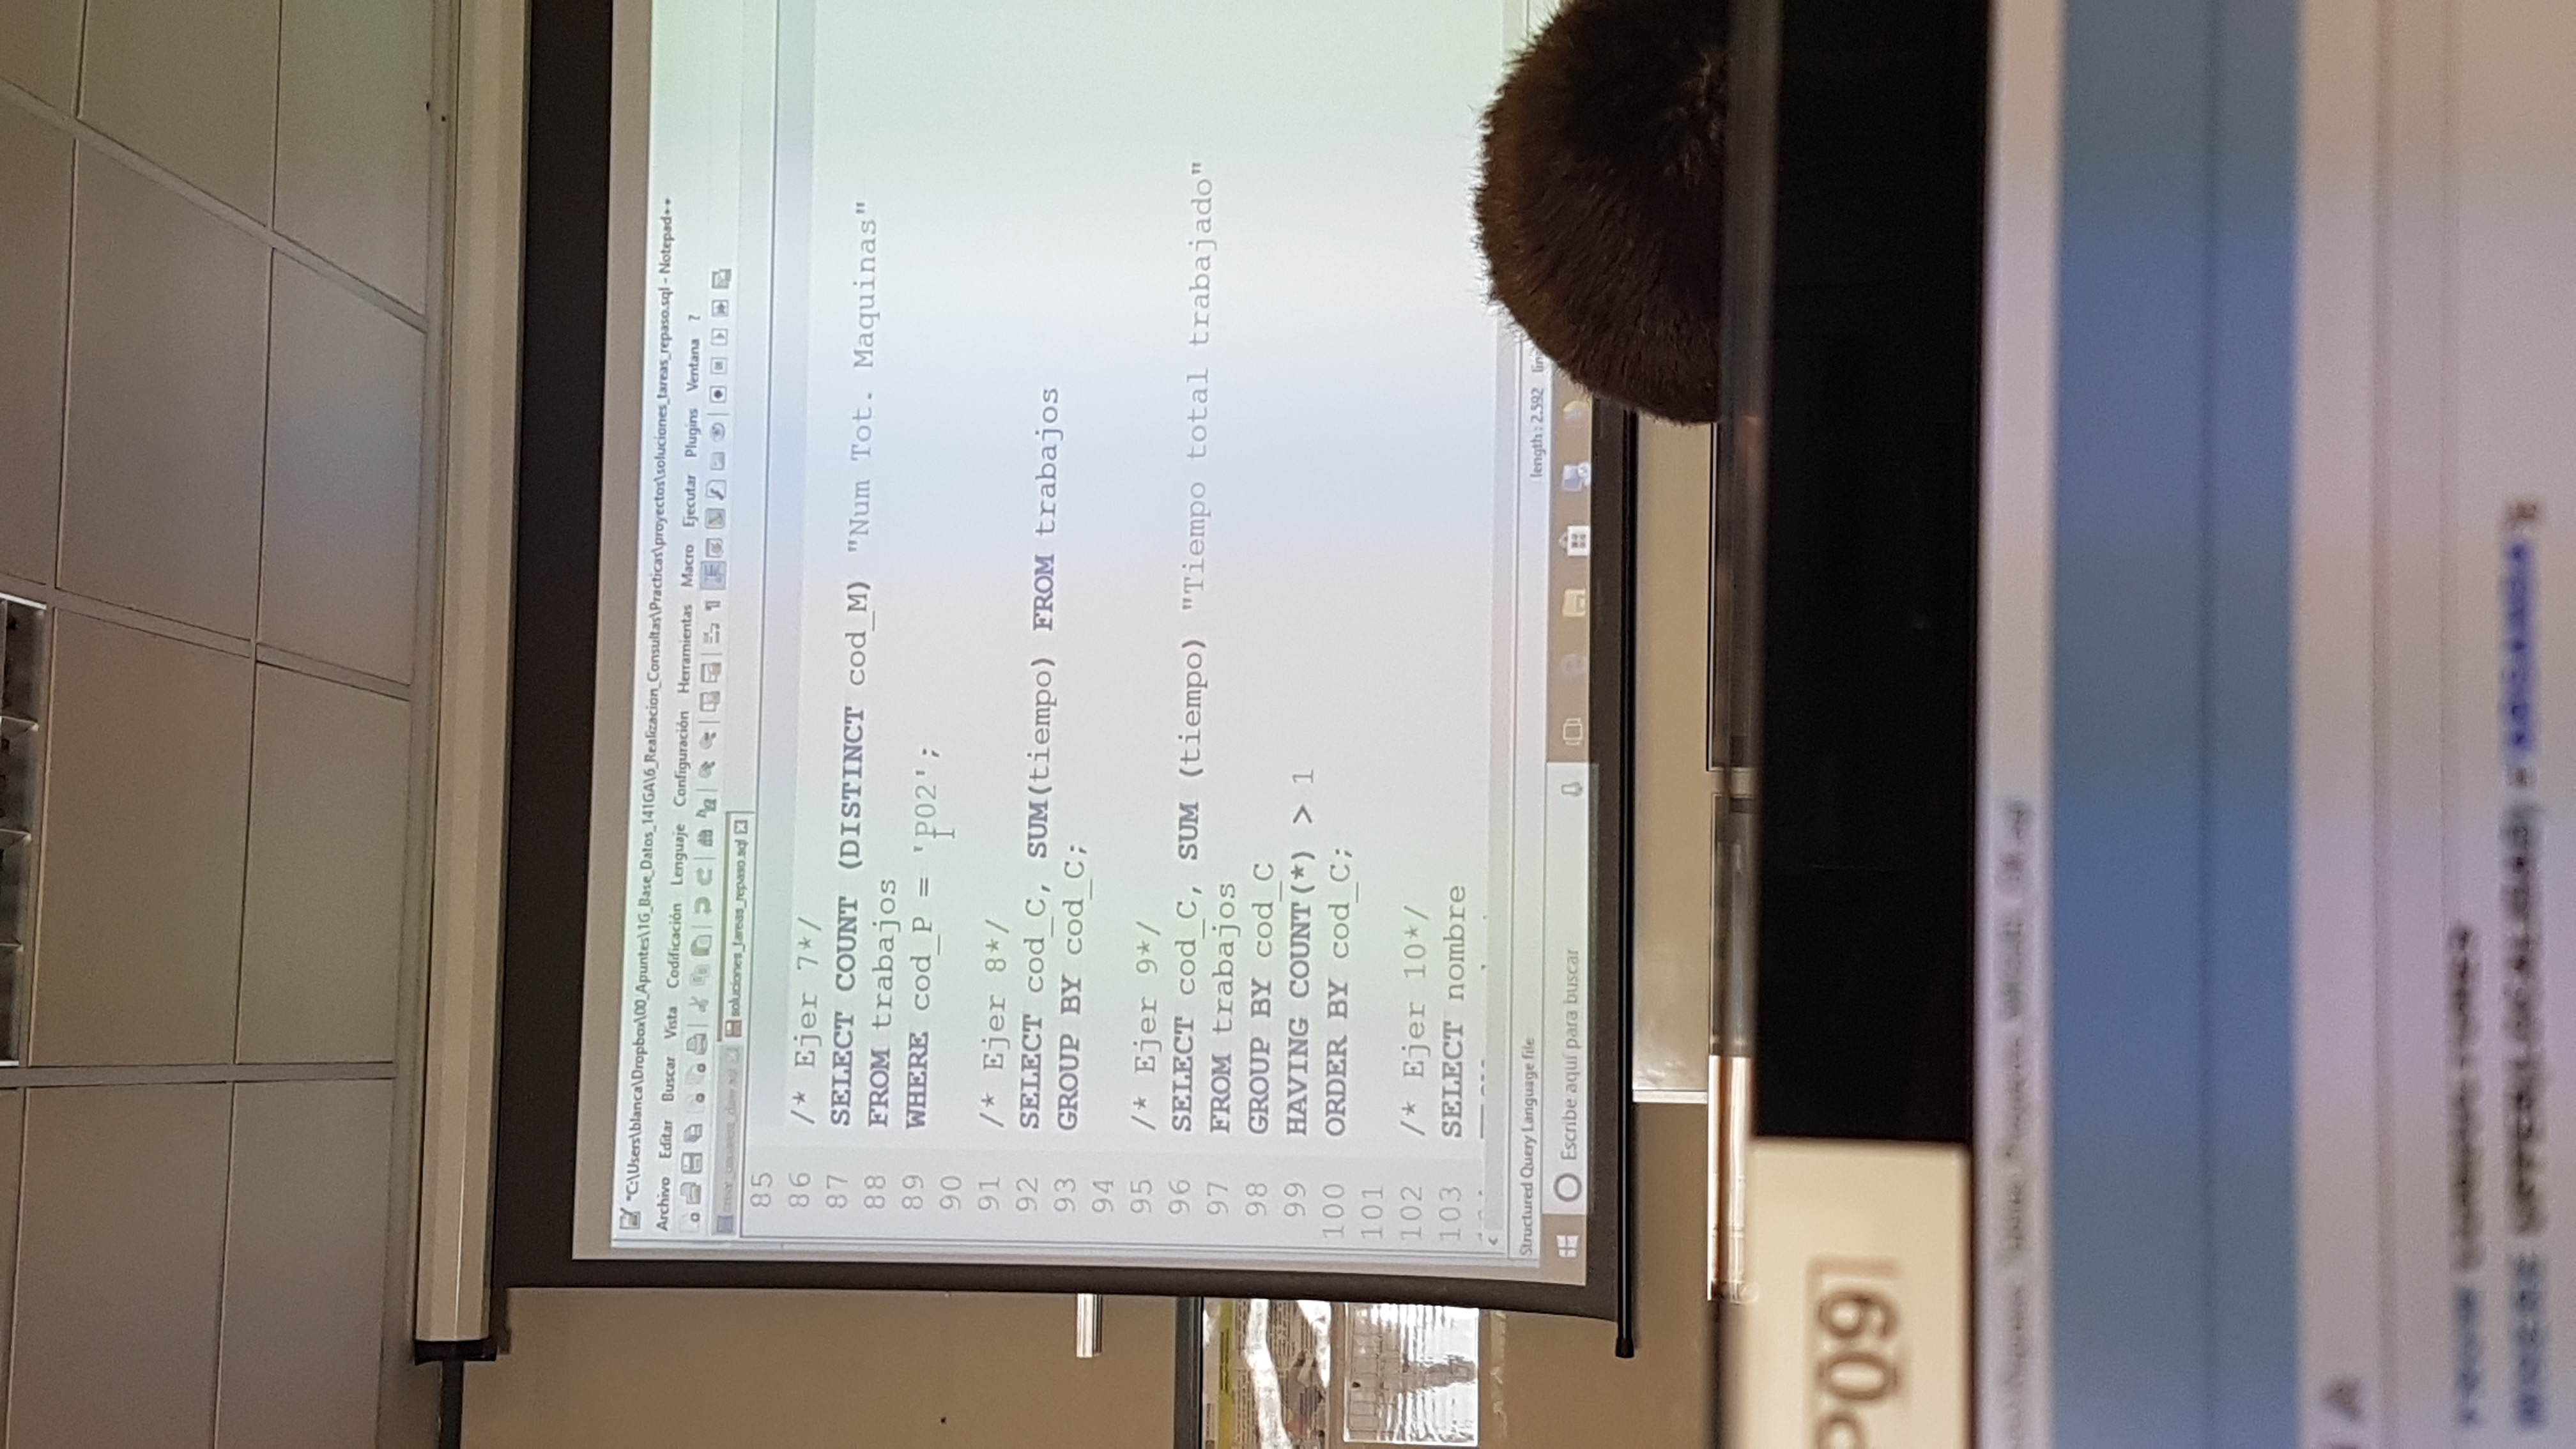 *C:\Users\blanca\Dropbox\00_Apuntes\1G_Base_Datos_141GA\6_Realizacion_Consultas\Practicas\proyectos\soluciones_tareas_repaso.sql - Notepad++
Archivo Editar Buscar Vista Codificación Lenguaje Configuración Herramientas Macro Ejecutar Plugins Ventana ?
soluciones_tareas_repaso.sql
85
86 /* Ejer 7*/
87 SELECT COUNT (DISTINCT cod_M) "Num Tot. Maquinas"
88 FROM trabajos
89 WHERE cod_P = 'P02';
90
91 /* Ejer 8*/
92 SELECT cod_C, SUM(tiempo) FROM trabajos
93 GROUP BY cod_C;
94
95 /* Ejer 9*/
96 SELECT cod_C, SUM (tiempo) "Tiempo total trabajado"
97 FROM trabajos
98 GROUP BY cod_C
99 HAVING COUNT(*) > 1
100 ORDER BY cod_C;
101
102 /* Ejer 10*/
103 SELECT nombre
Structured Query Language file length : 2.592
Escribe aquí para buscar
P09